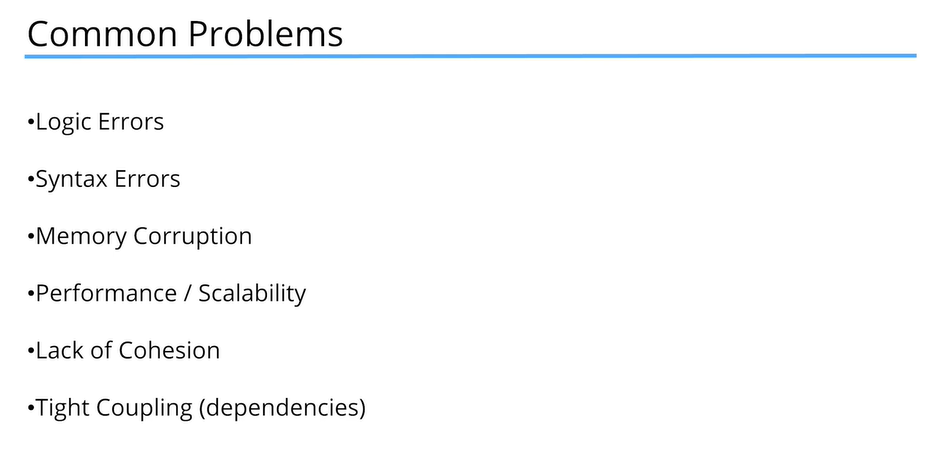 Common Problems
•Logic Errors
•Syntax Errors
•Memory Corruption
•Performance / Scalability
•Lack of Cohesion
•Tight Coupling (dependencies)